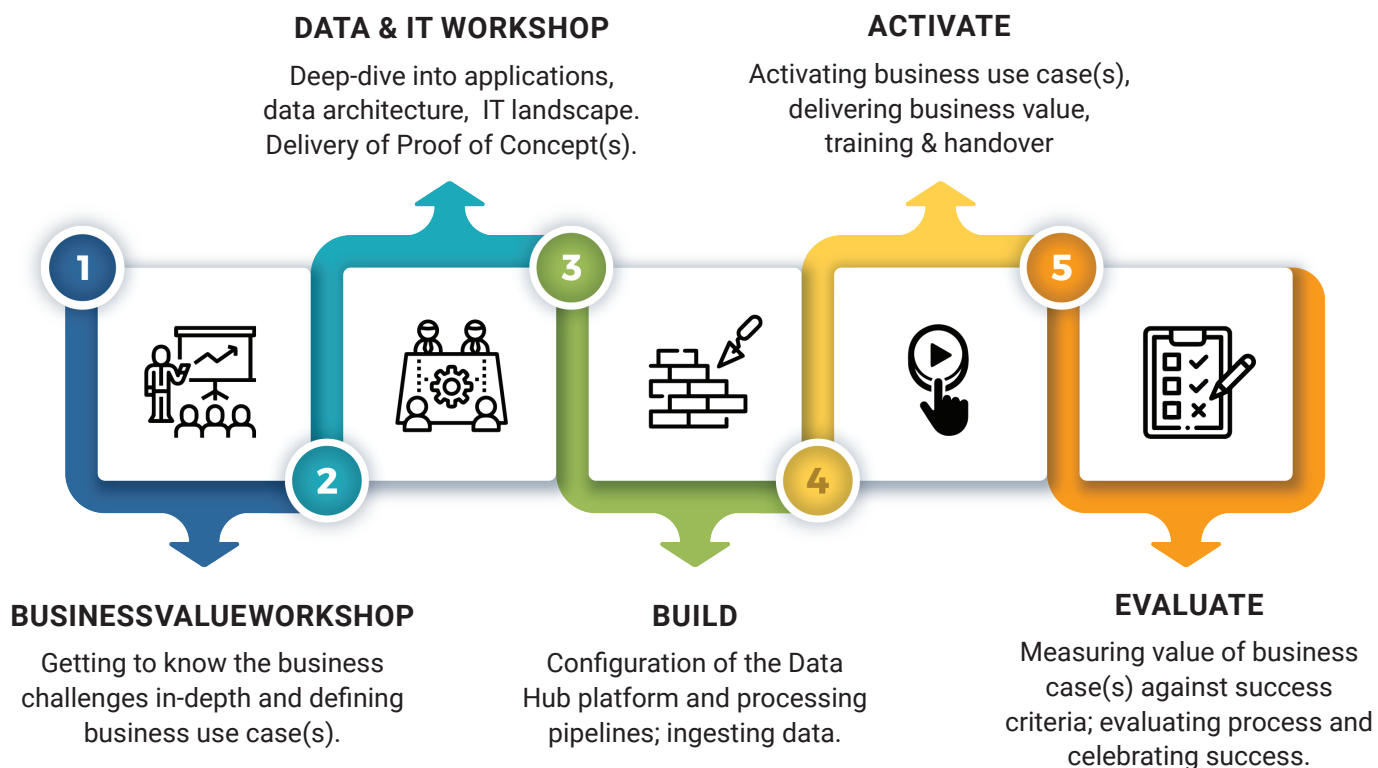 DATA & IT WORKSHOP
Deep-dive into applications,
data architecture, IT landscape.
Delivery of Proof of Concept(s).
ACTIVATE
Activating business use case(s),
delivering business value,
training & handover
1
2
3
4
5
BUSINESSVALUEWORKSHOP
Getting to know the business
challenges in-depth and defining
business use case(s).
BUILD
Configuration of the Data
Hub platform and processing
pipelines; ingesting data.
EVALUATE
Measuring value of business
case(s) against success
criteria; evaluating process and
celebrating success.